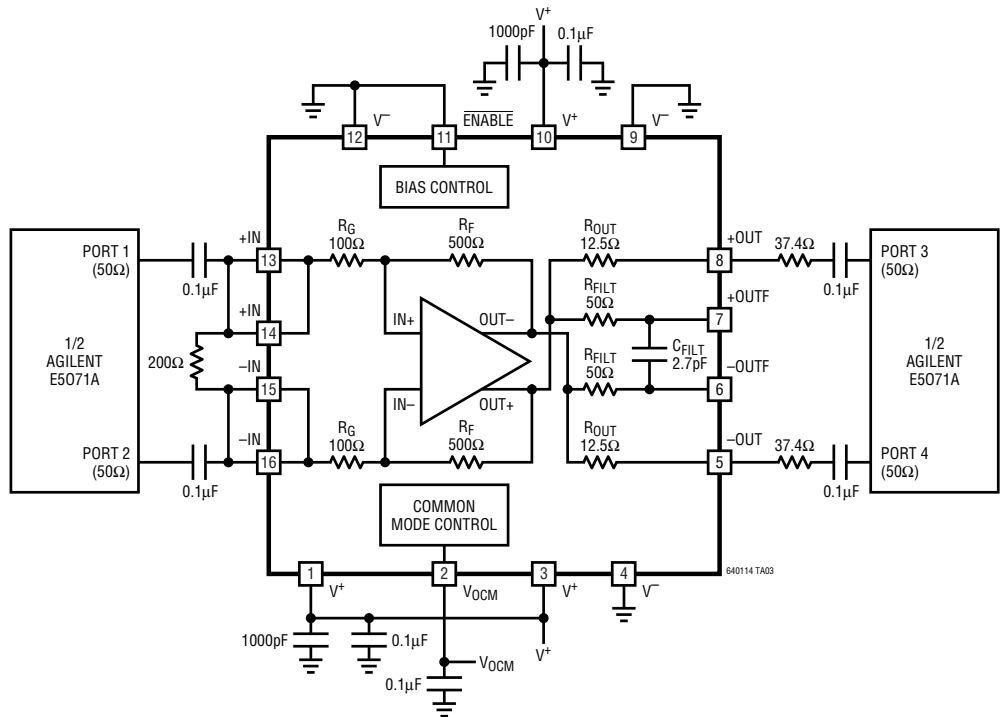 V+
1000pF
0.1µF
V–
ENABLE
V+
V–
12
11
10
9
BIAS CONTROL
PORT 1
(50Ω)
0.1µF
+IN
13
RG
100Ω
RF
500Ω
ROUT
12.5Ω
+OUT
8
37.4Ω
0.1µF
PORT 3
(50Ω)
+IN
14
IN+
OUT–
RFILT
50Ω
+OUTF
7
1/2
AGILENT
E5O71A
200Ω
CFILT
2.7pF
1/2
AGILENT
E5O71A
–IN
15
IN–
OUT+
RFILT
50Ω
–OUTF
6
PORT 2
(50Ω)
0.1µF
–IN
16
RG
100Ω
RF
500Ω
ROUT
12.5Ω
–OUT
5
37.4Ω
0.1µF
PORT 4
(50Ω)
COMMON
MODE CONTROL
1
2
3
4
V+
VOCM
V+
V–
640114 TA03
1000pF
0.1µF
V+
VOCM
0.1µF